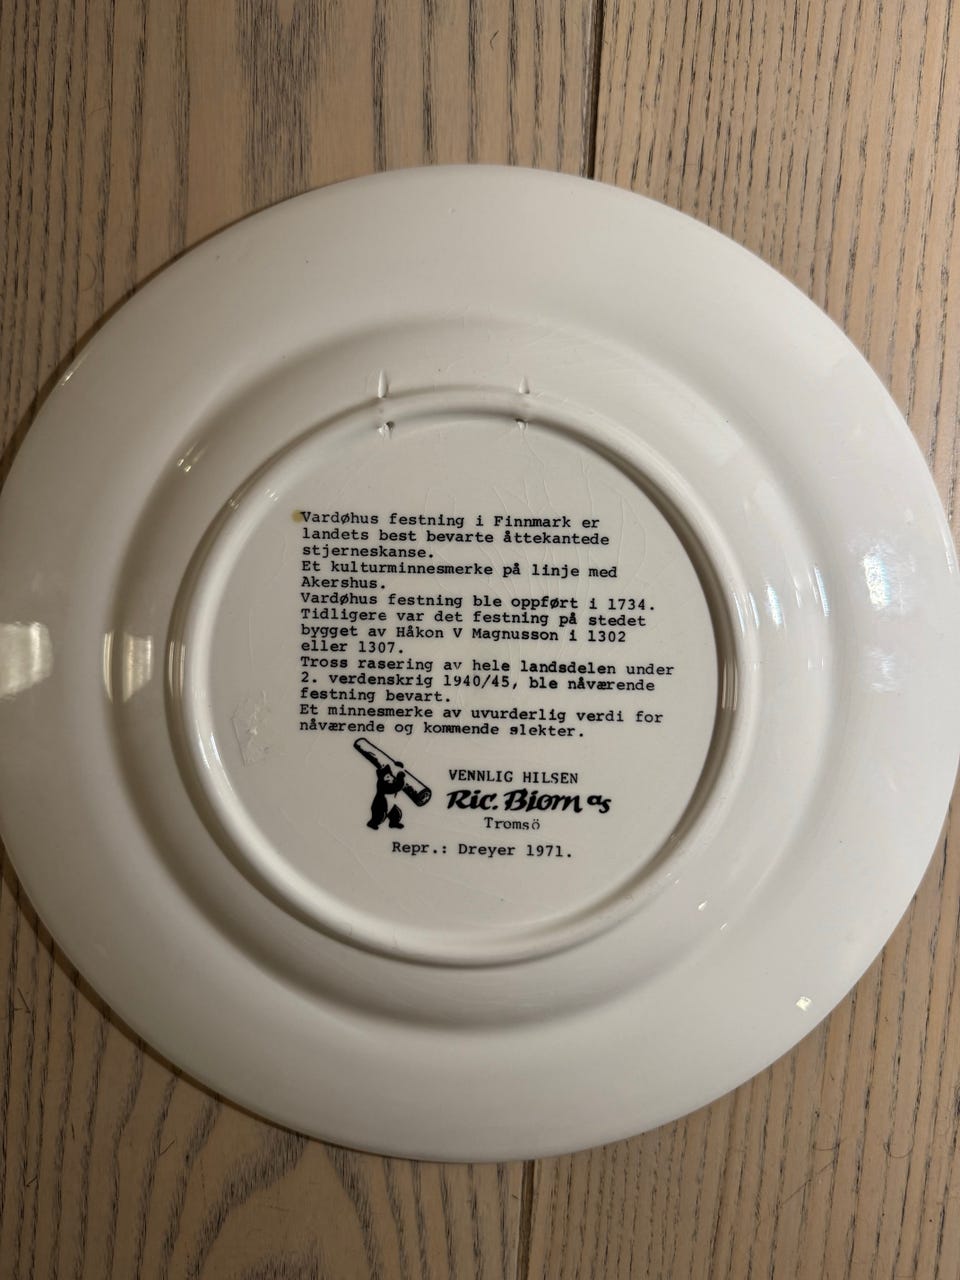 Vardøhus festning i Finnmark er
landets best bevarte åttekantede
stjerneskanse.
Et kulturminnesmerke på linje med
Akershus.
Vardøhus festning ble oppført i 1734.
Tidligere var det festning på stedet
bygget av Håkon V Magnusson i 1302
eller 1307.
Tross rasering av hele landsdelen under
2. verdenskrig 1940/45, ble nåværende
festning bevart.
Et minnesmerke av uvurderlig verdi for
nåværende og kommende slekter.
VENNLIG HILSEN
Ric. Bjørn as
Tromsö
Repr.: Dreyer 1971.